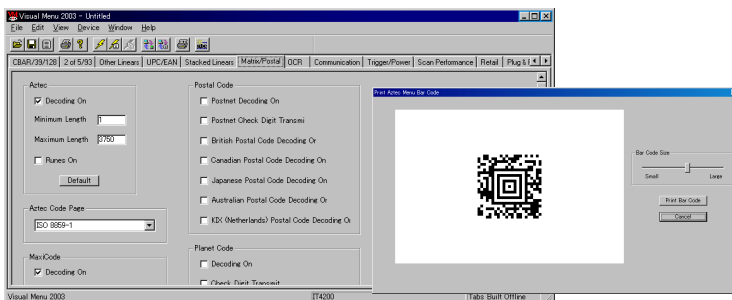 Visual Menu 2003 - Untitled
File Edit View Device Window Help
CBAR/39/128 2 of 5/93 Other Linears UPC/EAN Stacked Linears Matrix/Postal OCR Communication Trigger/Power Scan Performance Retail Plug &
Aztec
Decoding On
Minimum Length 1
Maximum Length 3750
Runes On
Default
Aztec Code Page
ISO 8859-1
MaxiCode
Decoding On
Postal Code
Postnet Decoding On
Postnet Check Digit Transmi
British Postal Code Decoding Or
Canadian Postal Code Decoding On
Japanese Postal Code Decoding On
Australian Postal Code Decoding Or
KIX (Netherlands) Postal Code Decoding Or
Planet Code
Decoding On
Check Digit Transmit
Print Aztec Menu Bar Code
Bar Code Size
Small Large
Print Bar Code
Cancel
Visual Menu 2003 IT4200 Tabs Built Offline